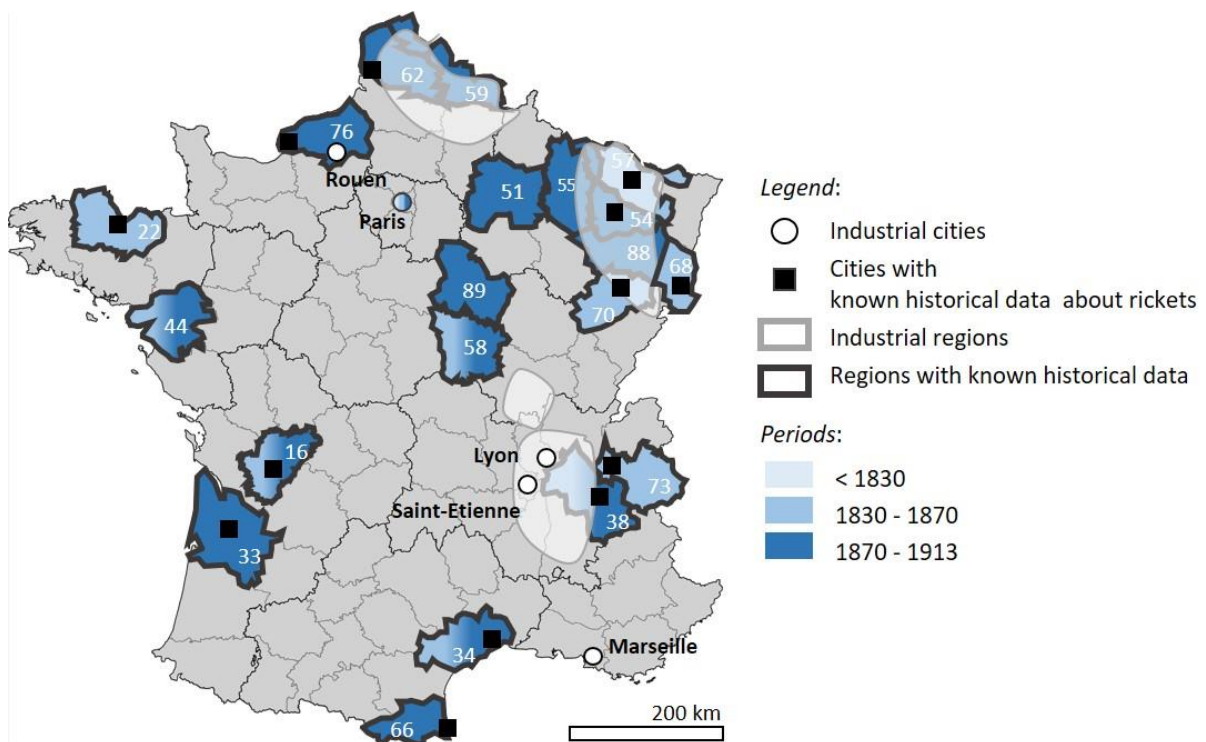 62
59
76
Rouen
Paris
51
55
57
54
88
68
70
22
89
58
44
16
33
Lyon
Saint-Etienne
73
38
34
Marseille
66
200 km
Legend:
Industrial cities
Cities with
known historical data about rickets
Industrial regions
Regions with known historical data
Periods:
< 1830
1830 - 1870
1870 - 1913